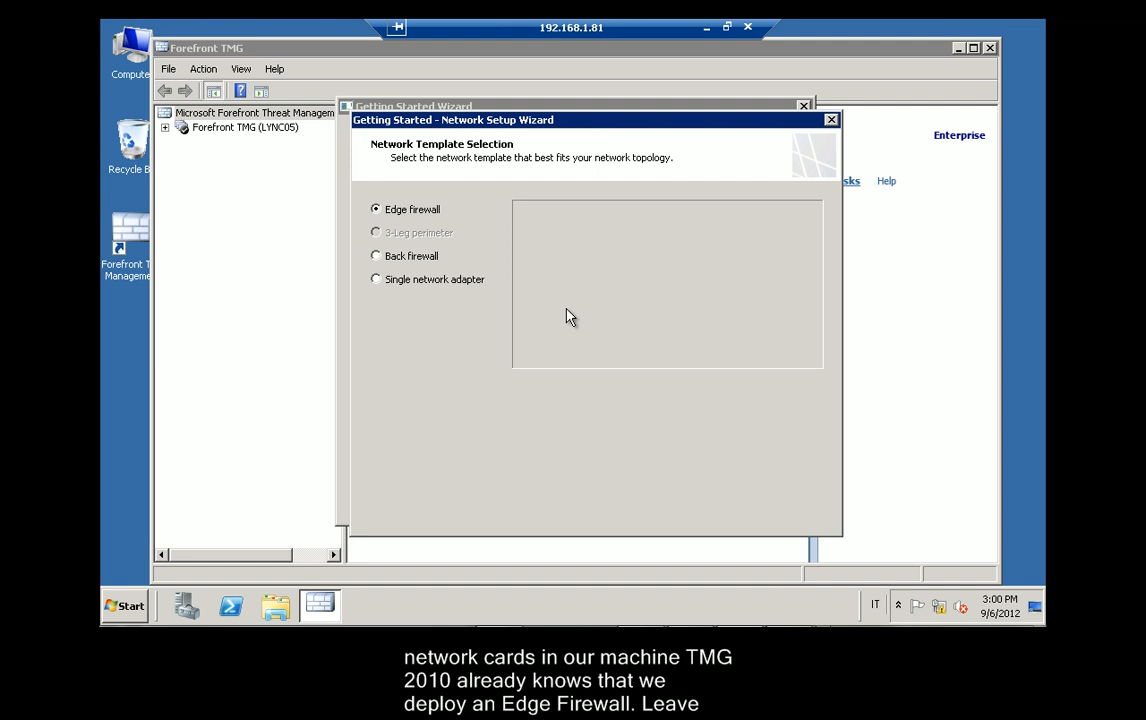 192.168.1.81
Compute
Forefront TMG
File Action View Help
Microsoft Forefront Threat Managem
Forefront TMG (LYNC05)
Getting Started Wizard
Getting Started - Network Setup Wizard
Network Template Selection
Select the network template that best fits your network topology.
Enterprise
sks Help
Edge firewall
3-Leg perimeter
Back firewall
Single network adapter
Recycle B
Forefront T
Manageme
Start
IT
3:00 PM
9/6/2012
network cards in our machine TMG
2010 already knows that we
deploy an Edge Firewall. Leave